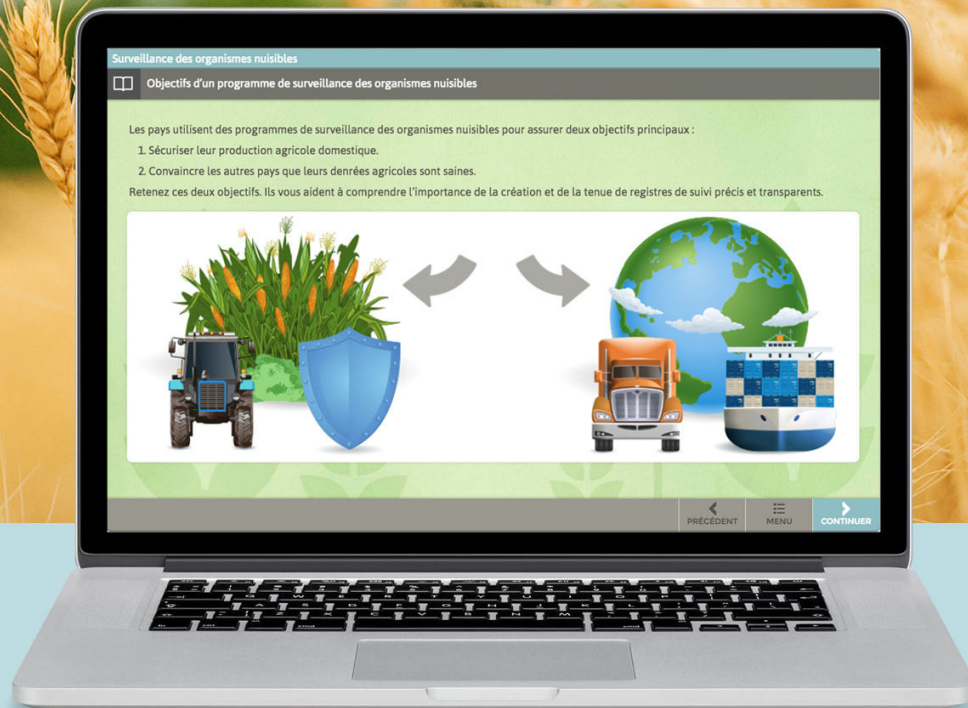 Surveillance des organismes nuisibles
Objectifs d'un programme de surveillance des organismes nuisibles
Les pays utilisent des programmes de surveillance des organismes nuisibles pour assurer deux objectifs principaux :
1. Sécuriser leur production agricole domestique.
2. Convaincre les autres pays que leurs denrées agricoles sont saines.
Retenez ces deux objectifs. Ils vous aident à comprendre l'importance de la création et de la tenue de registres de suivi précis et transparents.
PRÉCÉDENT MENU CONTINUER